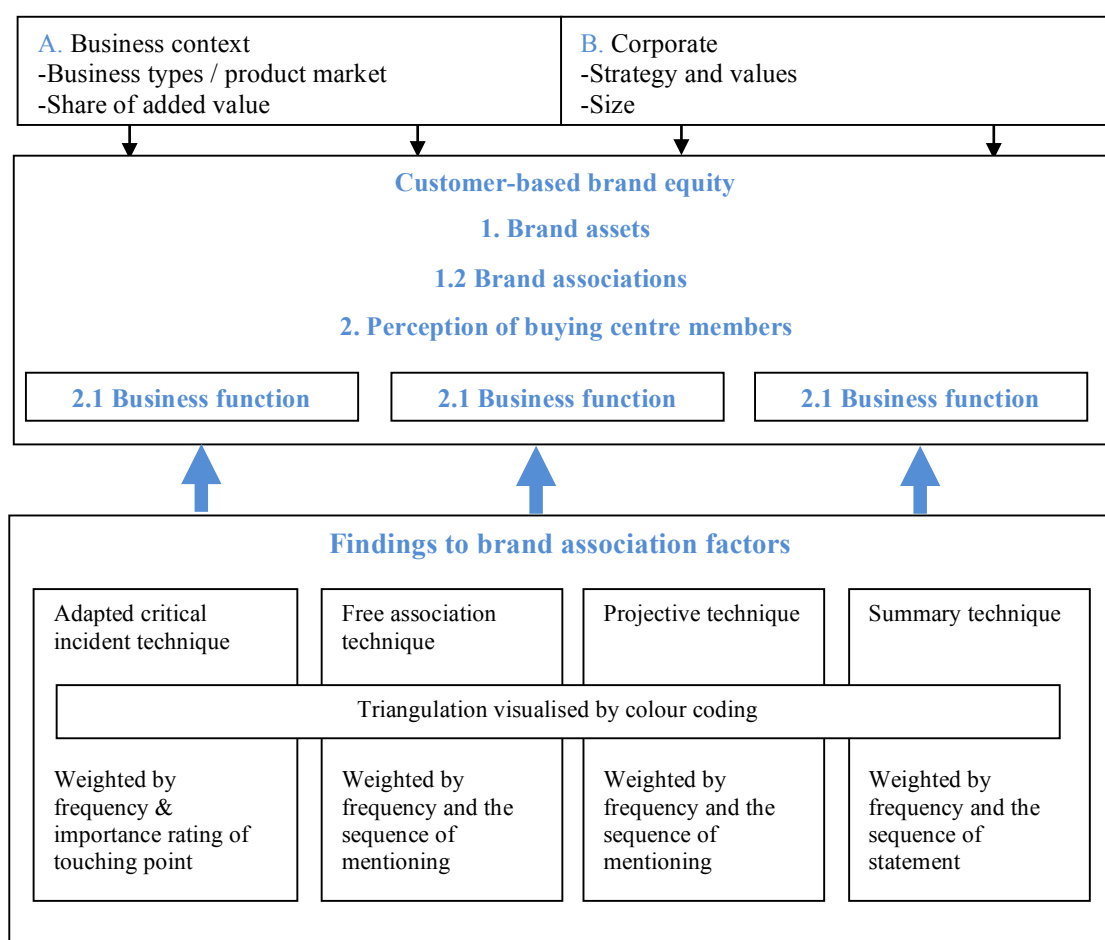 A. Business context
-Business types / product market
-Share of added value
B. Corporate
-Strategy and values
-Size
Customer-based brand equity
1. Brand assets
1.2 Brand associations
2. Perception of buying centre members
2.1 Business function
2.1 Business function
2.1 Business function
Findings to brand association factors
Adapted critical
incident technique
Free association
technique
Projective technique
Summary technique
Triangulation visualised by colour coding
Weighted by
frequency &
importance rating of
touching point
Weighted by
frequency and the
sequence of
mentioning
Weighted by
frequency and the
sequence of
mentioning
Weighted by
frequency and the
sequence of
statement